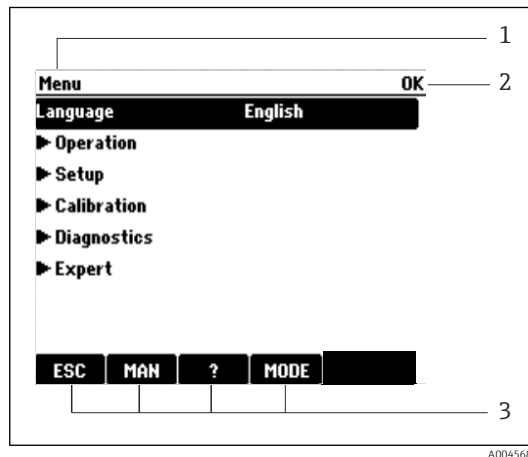 1
Menu OK 2
Language English
▶ Operation
▶ Setup
▶ Calibration
▶ Diagnostics
▶ Expert
ESC MAN ? MODE
3